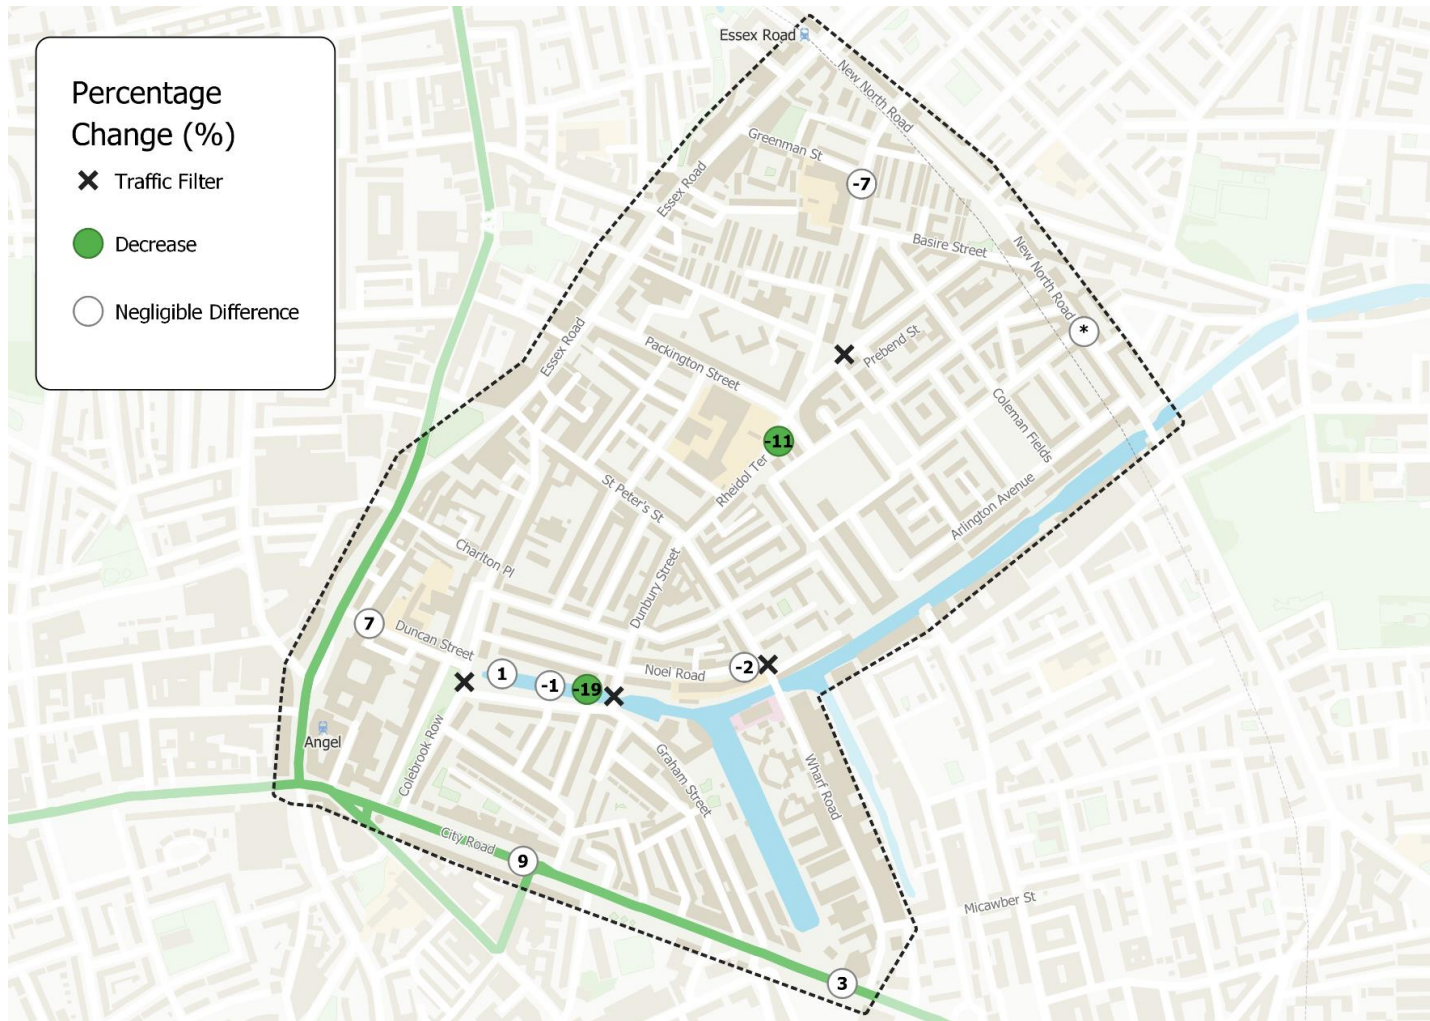 Percentage
Change (%)
Traffic Filter
Decrease
Negligible Difference
Essex Road
New North Road
Greenman St
-7
Essex Road
Basire Street
New North Road
*
Essex Road
Packington Street
Prebend St
Coleman Fields
-11
Rheidol Ter
St Peter's St
Arlington Avenue
Charlton Pl
Dunbury Street
7
Duncan Street
1
-1
-19
Noel Road
-2
Angel
Colebrook Row
Graham Street
Wharf Road
City Road
9
Micawber St
3